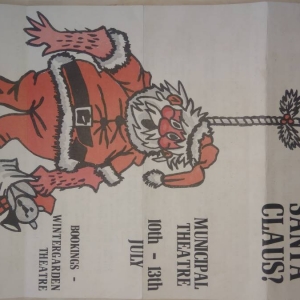 SANTA
CLAUS?
MUNICIPAL
THEATRE
10th - 13th
JULY
BOOKINGS -
WINTERGARDEN
THEATRE